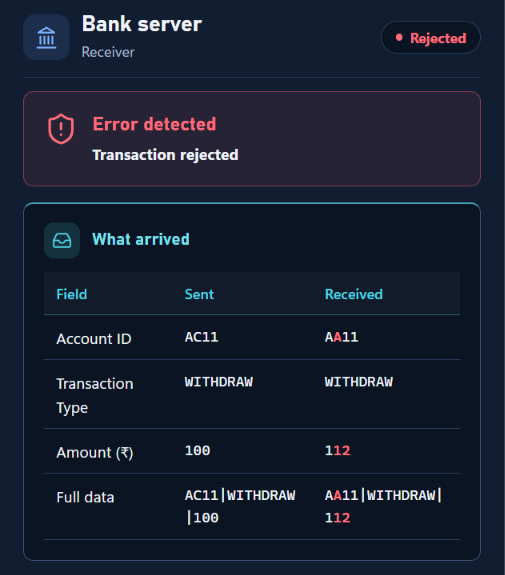 Bank server
Receiver
Rejected
Error detected
Transaction rejected
What arrived
Field Sent Received
Account ID AC11 AA11
Transaction Type WITHDRAW WITHDRAW
Amount (₹) 100 112
Full data AC11|WITHDRAW|100 AA11|WITHDRAW|112